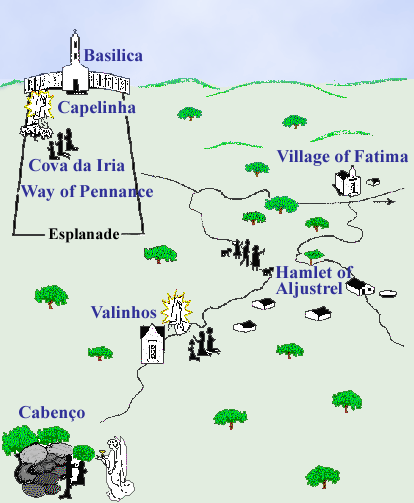 Basilica
Capelinha
Cova da Iria
Way of Pennance
Village of Fatima
Esplanade
Hamlet of
Aljustrel
Valinhos
Cabenço